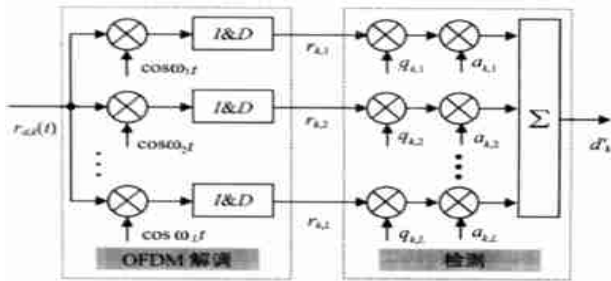 I&D
r_{k,1}
cosω₁t
q_{k,1}
a_{k,1}
I&D
r_{k,2}
Σ
r_{d,k}(t)
cosω₂t
q_{k,2}
a_{k,2}
d'_k
I&D
r_{k,L}
cos ω_L t
q_{k,L}
a_{k,L}
OFDM 解调
检测